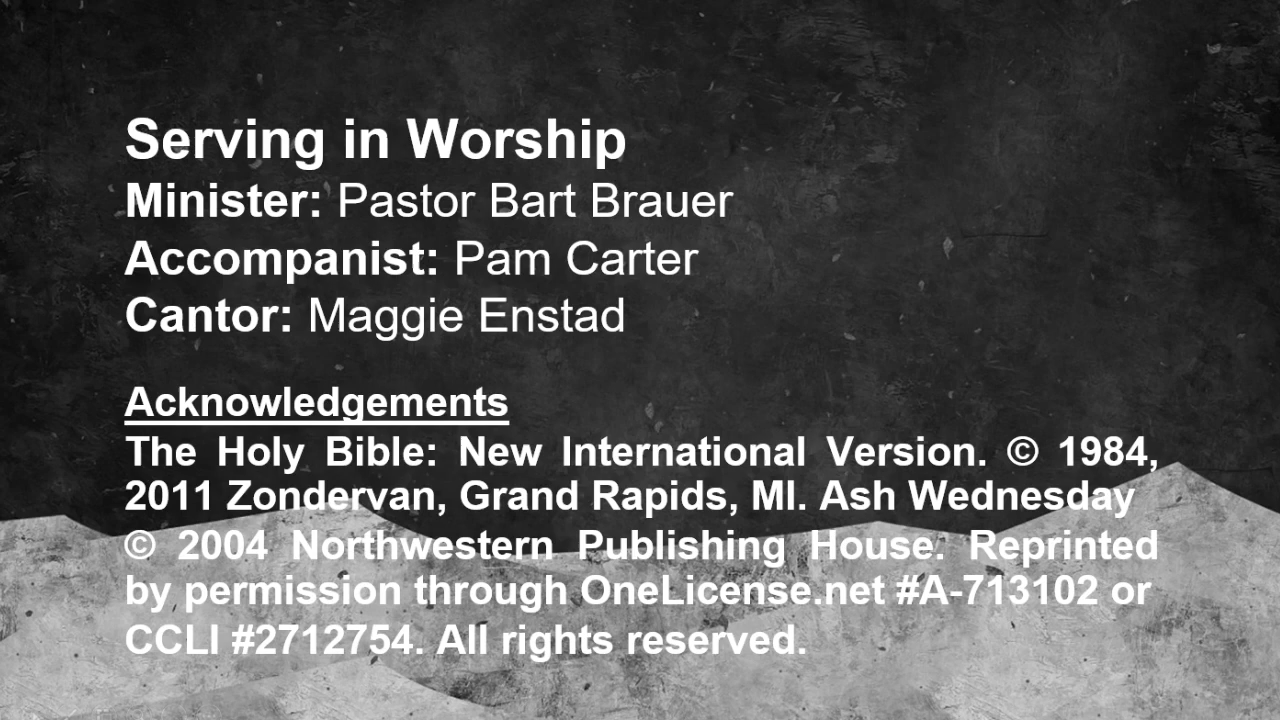 Serving in Worship
Minister: Pastor Bart Brauer
Accompanist: Pam Carter
Cantor: Maggie Enstad
Acknowledgements
The Holy Bible: New International Version. © 1984,
2011 Zondervan, Grand Rapids, MI. Ash Wednesday
© 2004 Northwestern Publishing House. Reprinted
by permission through OneLicense.net #A-713102 or
CCLI #2712754. All rights reserved.